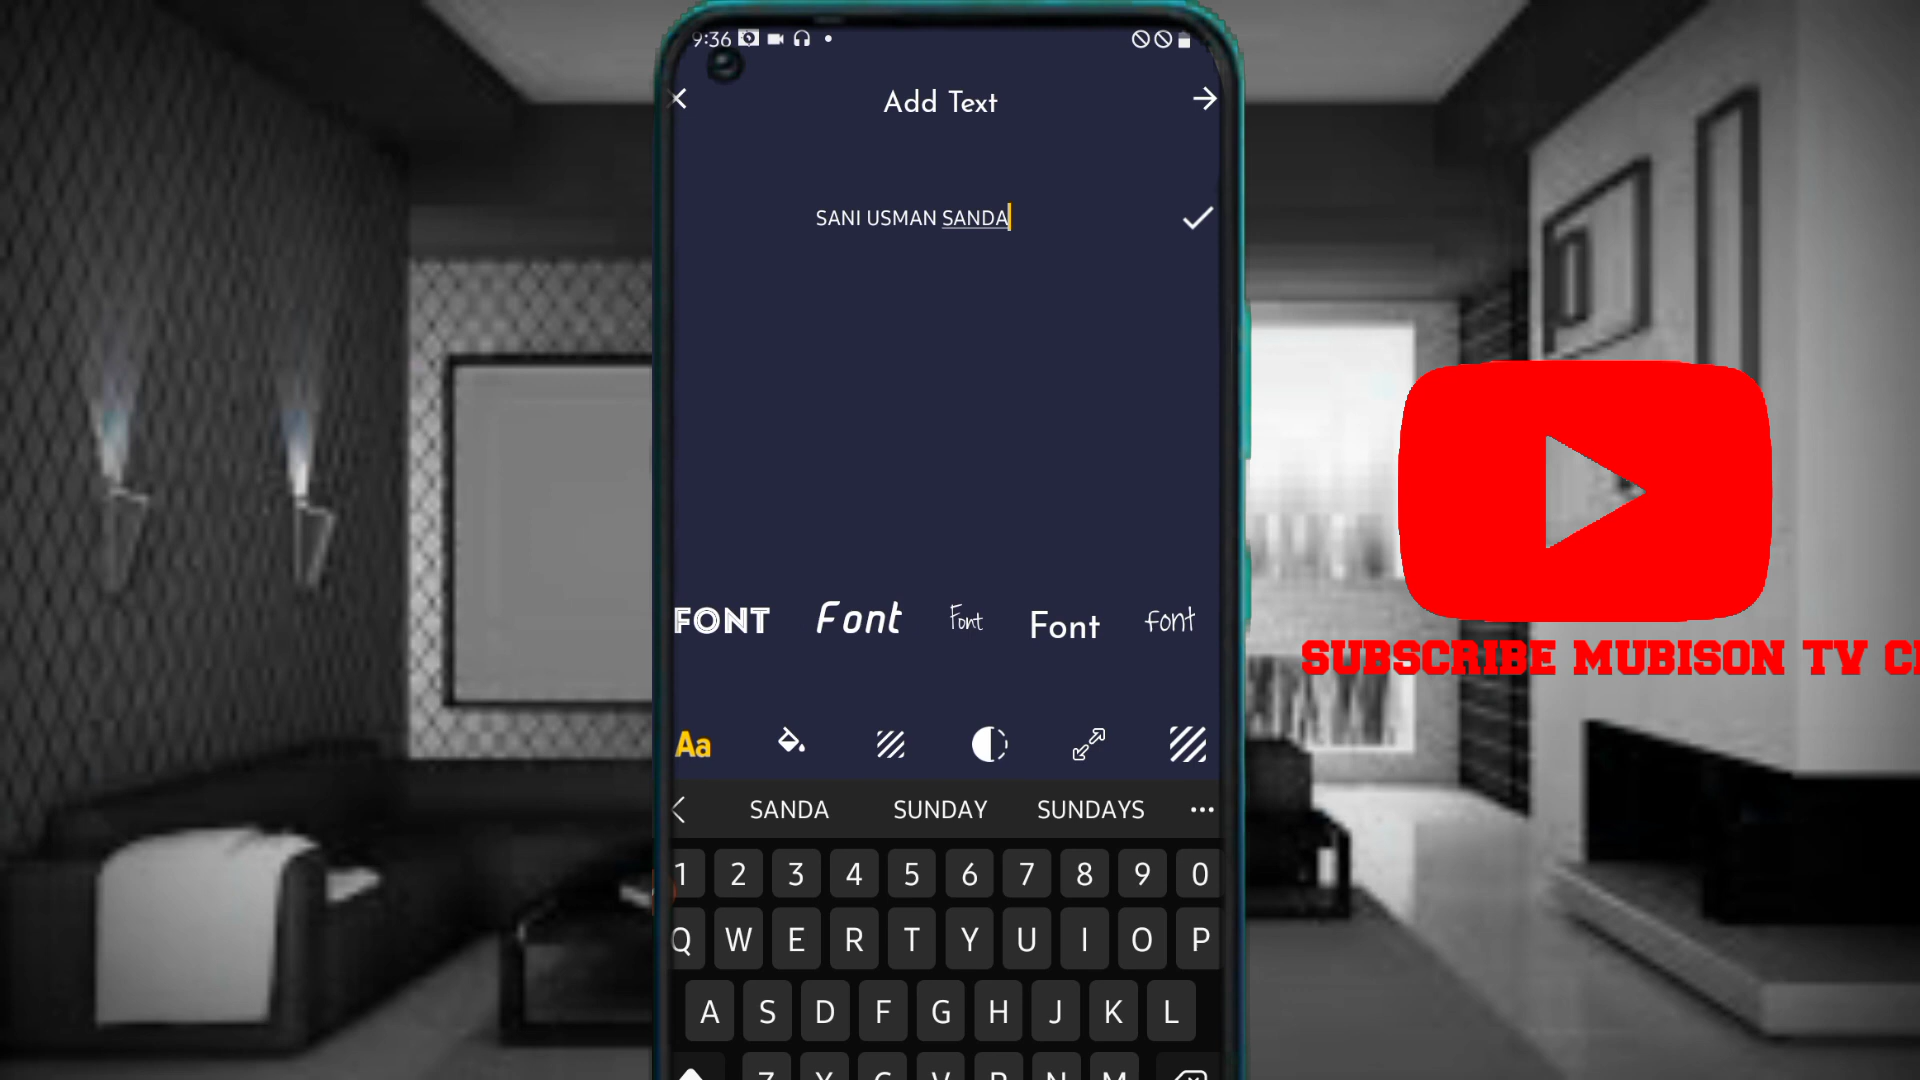 9:36
Add Text
SANI USMAN SANDA
FONT Font Font Font font
SUBSCRIBE MUBISON TV
Aa
SANDA SUNDAY SUNDAYS
1 2 3 4 5 6 7 8 9 0
Q W E R T Y U I O P
A S D F G H J K L
Z X C V B N M